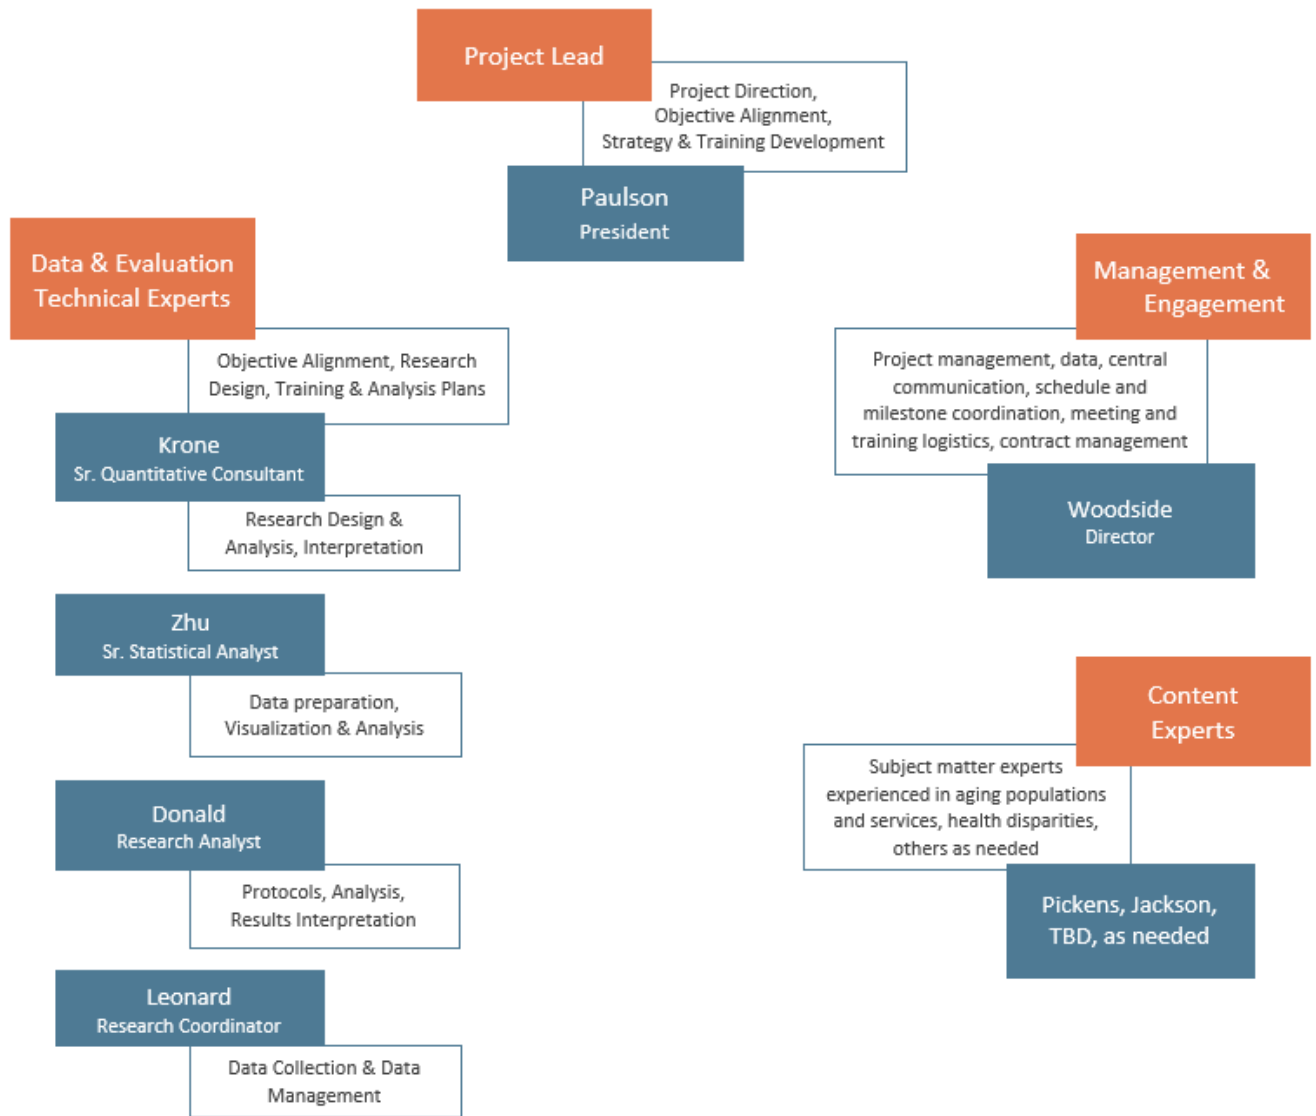 Project Lead
Project Direction,
Objective Alignment,
Strategy & Training Development
Paulson
President
Data & Evaluation
Technical Experts
Objective Alignment, Research
Design, Training & Analysis Plans
Krone
Sr. Quantitative Consultant
Research Design &
Analysis, Interpretation
Zhu
Sr. Statistical Analyst
Data preparation,
Visualization & Analysis
Donald
Research Analyst
Protocols, Analysis,
Results Interpretation
Leonard
Research Coordinator
Data Collection & Data
Management
Management &
Engagement
Project management, data, central
communication, schedule and
milestone coordination, meeting and
training logistics, contract management
Woodside
Director
Content
Experts
Subject matter experts
experienced in aging populations
and services, health disparities,
others as needed
Pickens, Jackson,
TBD, as needed